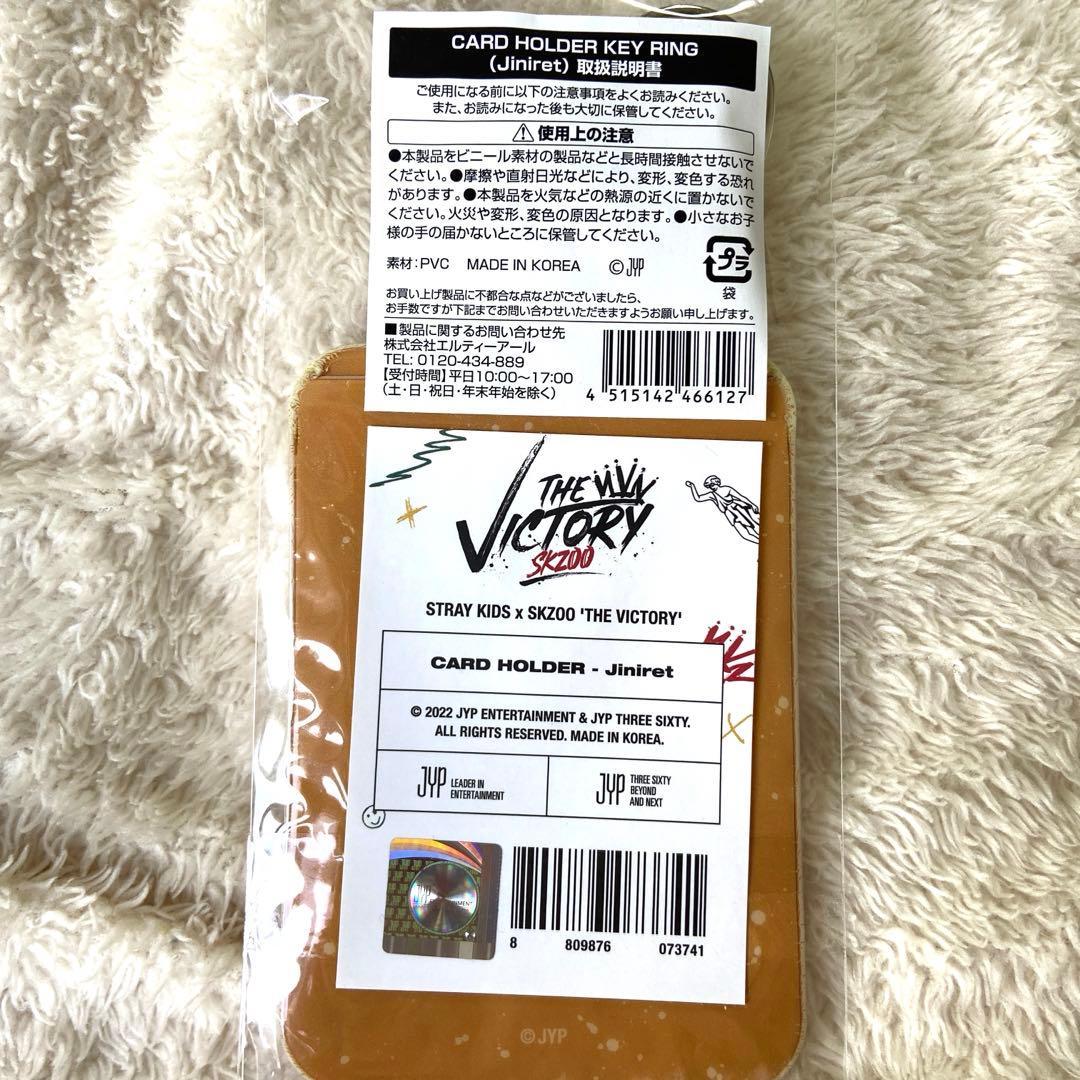 CARD HOLDER KEY RING
(Jiniret) 取扱説明書
ご使用になる前に以下の注意事項をよくお読みください。
また、お読みになった後も大切に保管してください。
⚠使用上の注意
●本製品をビニール素材の製品などと長時間接触させないで
ください。●摩擦や直射日光などにより、変形、変色する恐れ
があります。●本製品を火気などの熱源の近くに置かないで
ください。火災や変形、変色の原因となります。●小さなお子
様の手の届かないところに保管してください。
素材:PVC MADE IN KOREA ©JYP
プラ
袋
お買い上げ製品に不都合な点などがございましたら、
お手数ですが下記までお問い合わせいただきますようお願い申し上げます。
■製品に関するお問い合わせ先
株式会社エルティーアール
TEL: 0120-434-889
【受付時間】平日10:00〜17:00
(土・日・祝日・年末年始を除く)
4 515142 466127
THE
VICTORY
SKZOO
STRAY KIDS x SKZOO 'THE VICTORY'
CARD HOLDER - Jiniret
© 2022 JYP ENTERTAINMENT & JYP THREE SIXTY.
ALL RIGHTS RESERVED. MADE IN KOREA.
JYP LEADER IN
ENTERTAINMENT
JYP THREE SIXTY
BEYOND
AND NEXT
8 809876 073741
©JYP